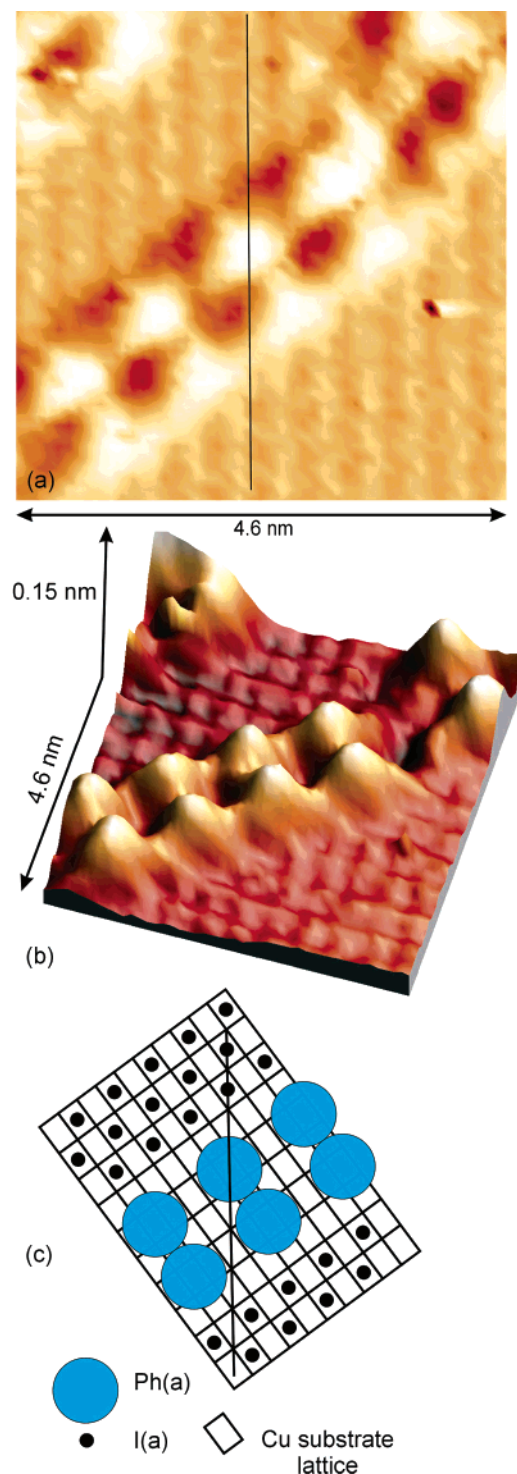 (a)
4.6 nm
0.15 nm
4.6 nm
(b)
(c)
Ph(a)
I(a)
Cu substrate
lattice